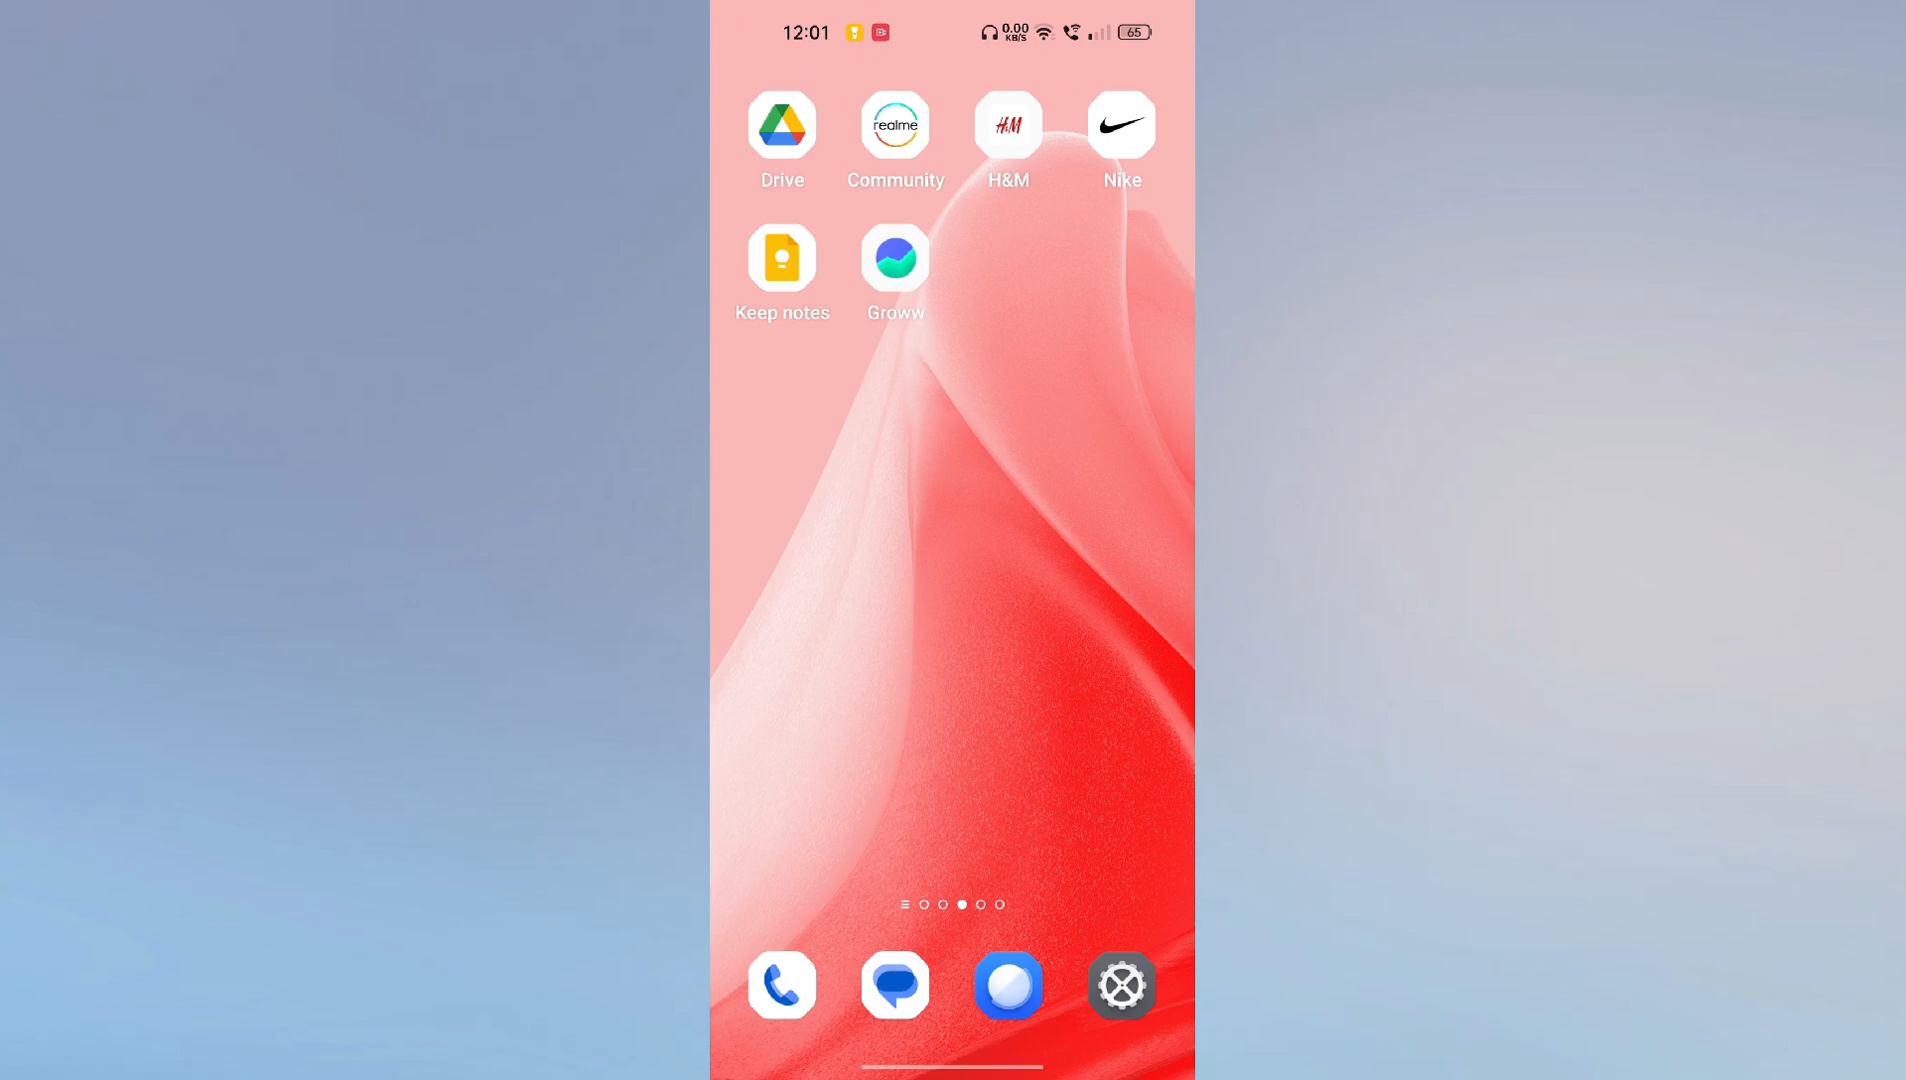 12:01 0.00 KB/S 65
realme H&M
Drive Community H&M Nike
Keep notes Groww